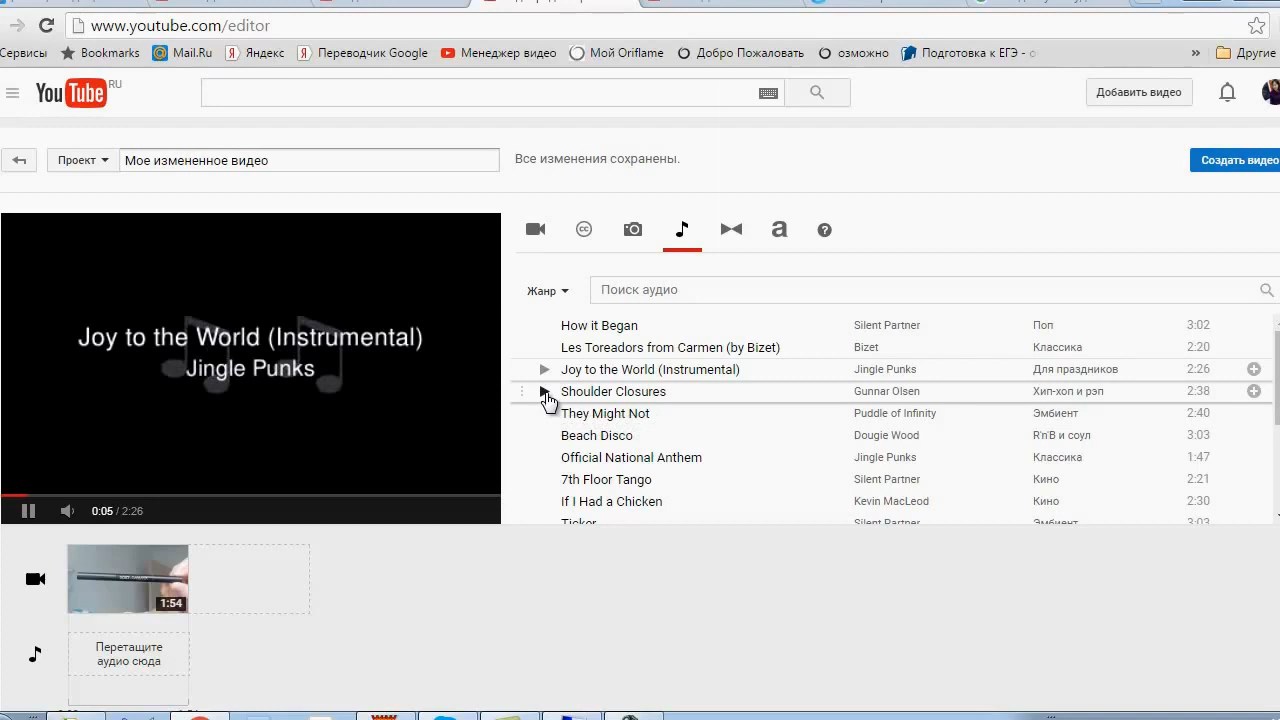 www.youtube.com/editor
Сервисы Bookmarks Mail.Ru Яндекс Переводчик Google Менеджер видео Мой Oriflame Добро Пожаловать озможно Подготовка к ЕГЭ - » Другие
YouTube RU
Добавить видео
Проект Мое измененное видео Все изменения сохранены. Создать видео
Жанр Поиск аудио
How it Began Silent Partner Поп 3:02
Les Toreadors from Carmen (by Bizet) Bizet Классика 2:20
Joy to the World (Instrumental) Jingle Punks Для праздников 2:26
Shoulder Closures Gunnar Olsen Хип-хоп и рэп 2:38
They Might Not Puddle of Infinity Эмбиент 2:40
Beach Disco Dougie Wood R'n'B и соул 3:03
Official National Anthem Jingle Punks Классика 1:47
7th Floor Tango Silent Partner Кино 2:21
If I Had a Chicken Kevin MacLeod Кино 2:30
Ticker Silent Partner Эмбиент 3:03
Joy to the World (Instrumental)
Jingle Punks
0:05 / 2:26
1:54
Перетащите
аудио сюда